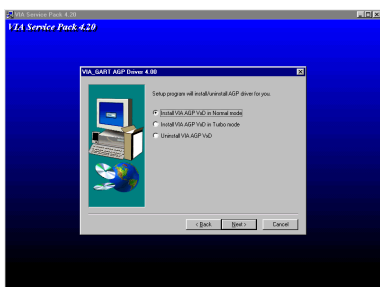 VIA Service Pack 4.20
VIA Service Pack 4.20
VIA_GART AGP Driver 4.00
Setup program will install/uninstall AGP driver for you.
Install VIA AGP VxD in Normal mode
Install VIA AGP VxD in Turbo mode
Uninstall VIA AGP VxD
< Back
Next >
Cancel